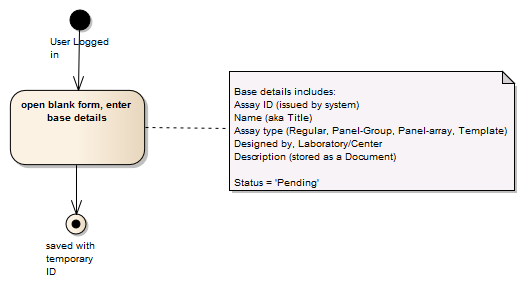 User Logged
in
open blank form, enter
base details
Base details includes:
Assay ID (issued by system)
Name (aka Title)
Assay type (Regular, Panel-Group, Panel-array, Template)
Designed by, Laboratory/Center
Description (stored as a Document)
Status = 'Pending'
saved with
temporary
ID